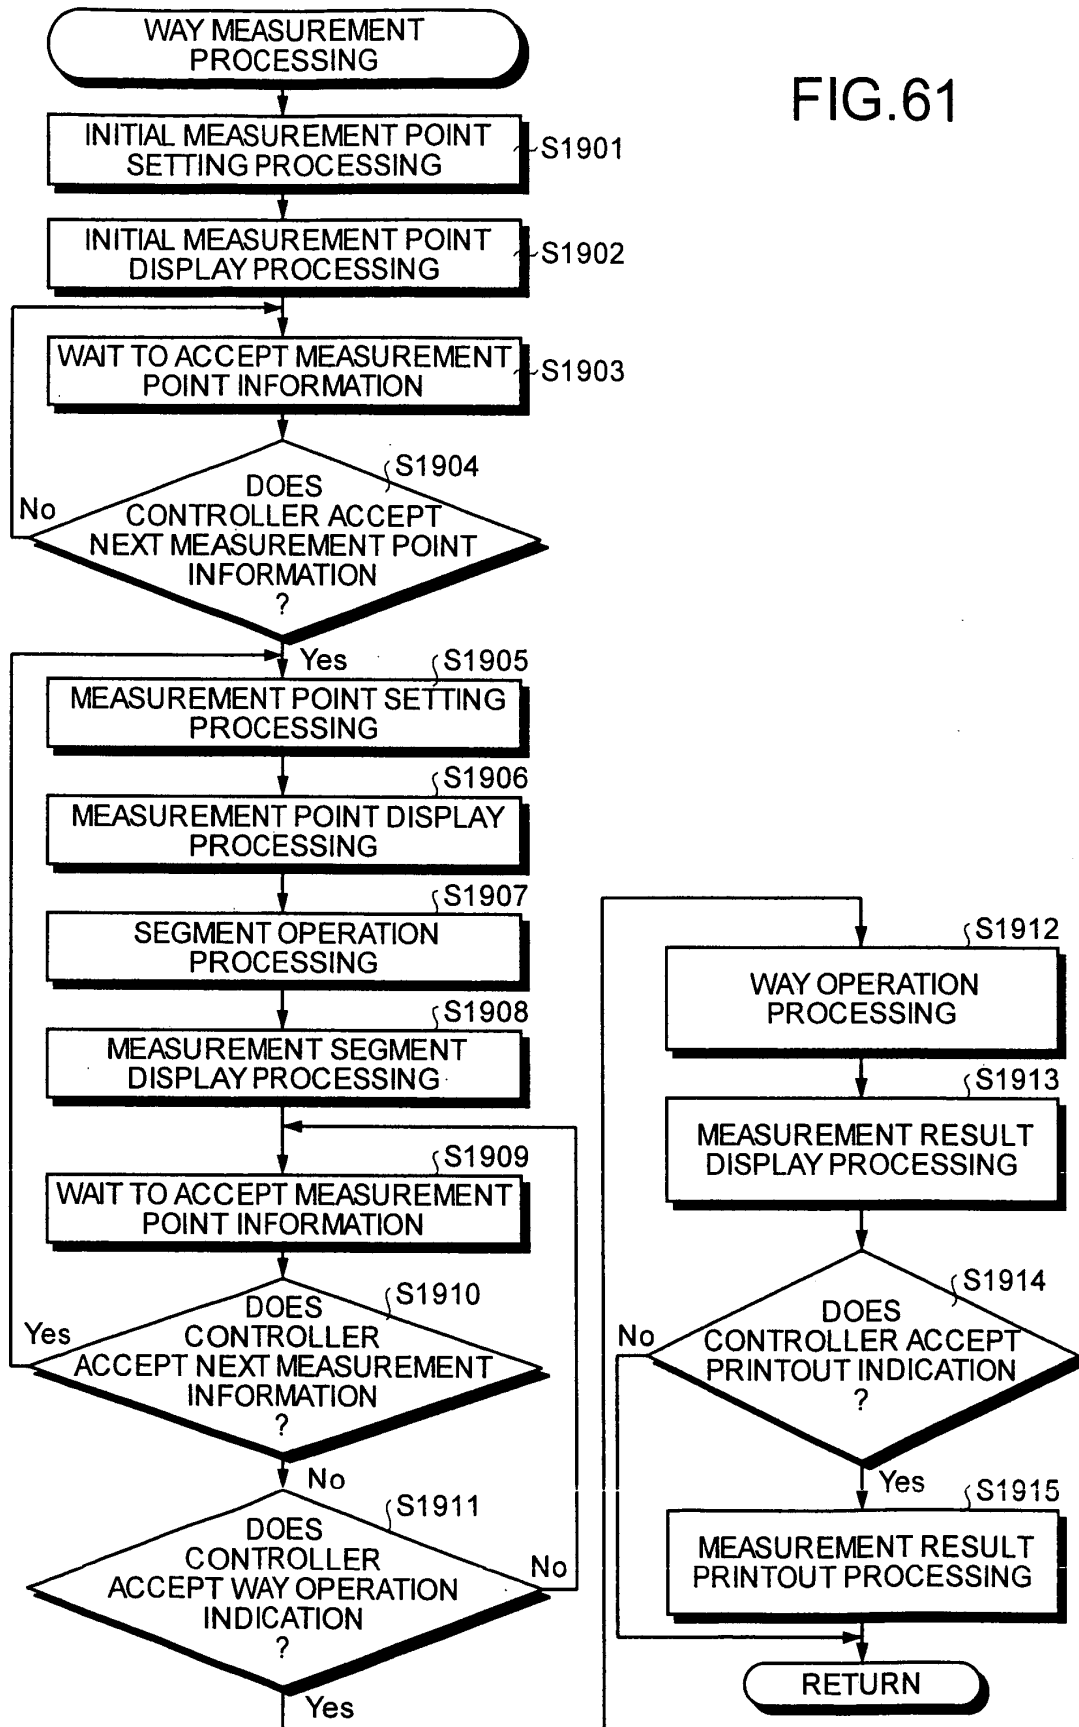 WAY MEASUREMENT
PROCESSING
FIG.61
INITIAL MEASUREMENT POINT
SETTING PROCESSING
S1901
INITIAL MEASUREMENT POINT
DISPLAY PROCESSING
S1902
WAIT TO ACCEPT MEASUREMENT
POINT INFORMATION
S1903
S1904
DOES
CONTROLLER ACCEPT
NEXT MEASUREMENT POINT
INFORMATION
?
No
Yes
S1905
MEASUREMENT POINT SETTING
PROCESSING
S1906
MEASUREMENT POINT DISPLAY
PROCESSING
S1907
SEGMENT OPERATION
PROCESSING
S1908
MEASUREMENT SEGMENT
DISPLAY PROCESSING
S1909
WAIT TO ACCEPT MEASUREMENT
POINT INFORMATION
S1910
DOES
CONTROLLER
ACCEPT NEXT MEASUREMENT
INFORMATION
?
Yes
No
S1911
DOES
CONTROLLER
ACCEPT WAY OPERATION
INDICATION
?
No
Yes
S1912
WAY OPERATION
PROCESSING
S1913
MEASUREMENT RESULT
DISPLAY PROCESSING
S1914
DOES
CONTROLLER ACCEPT
PRINTOUT INDICATION
?
No
Yes
S1915
MEASUREMENT RESULT
PRINTOUT PROCESSING
RETURN